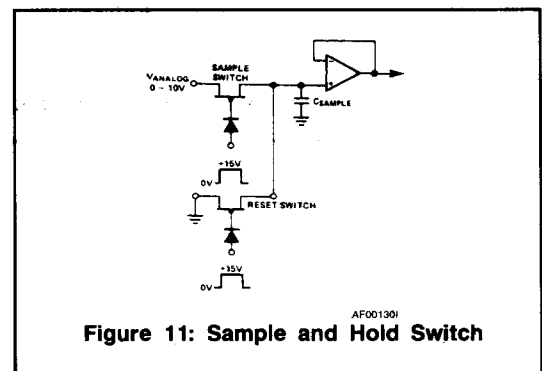 SAMPLE
SWITCH
VANALOG
0 – 10V
−
+
CSAMPLE
+15V
0V
RESET SWITCH
+15V
0V
AF00130I
Figure 11: Sample and Hold Switch